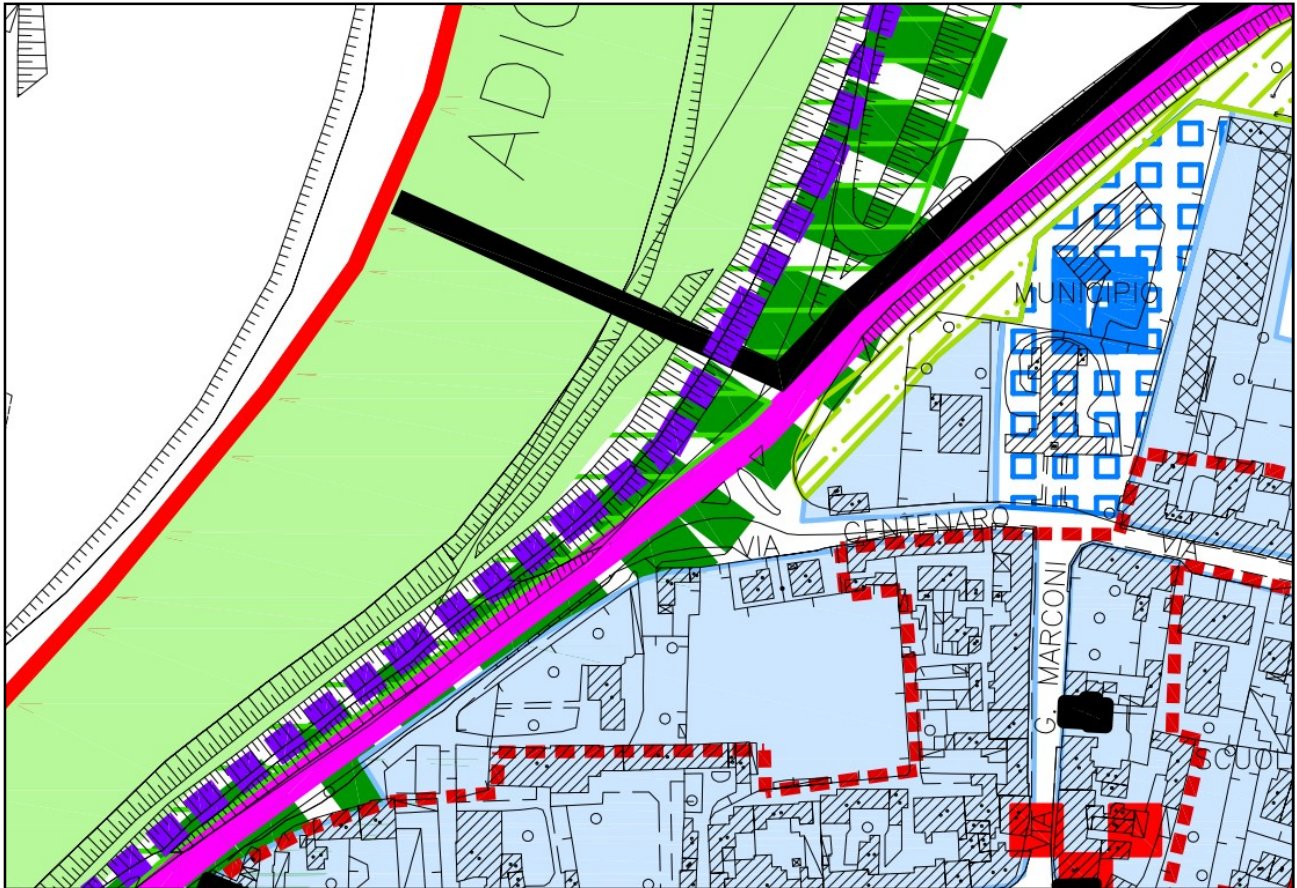 ADIG
MUNICIPIO
VIA
CENTENARO
VIA
G. MARCONI
VIA
SCUOL